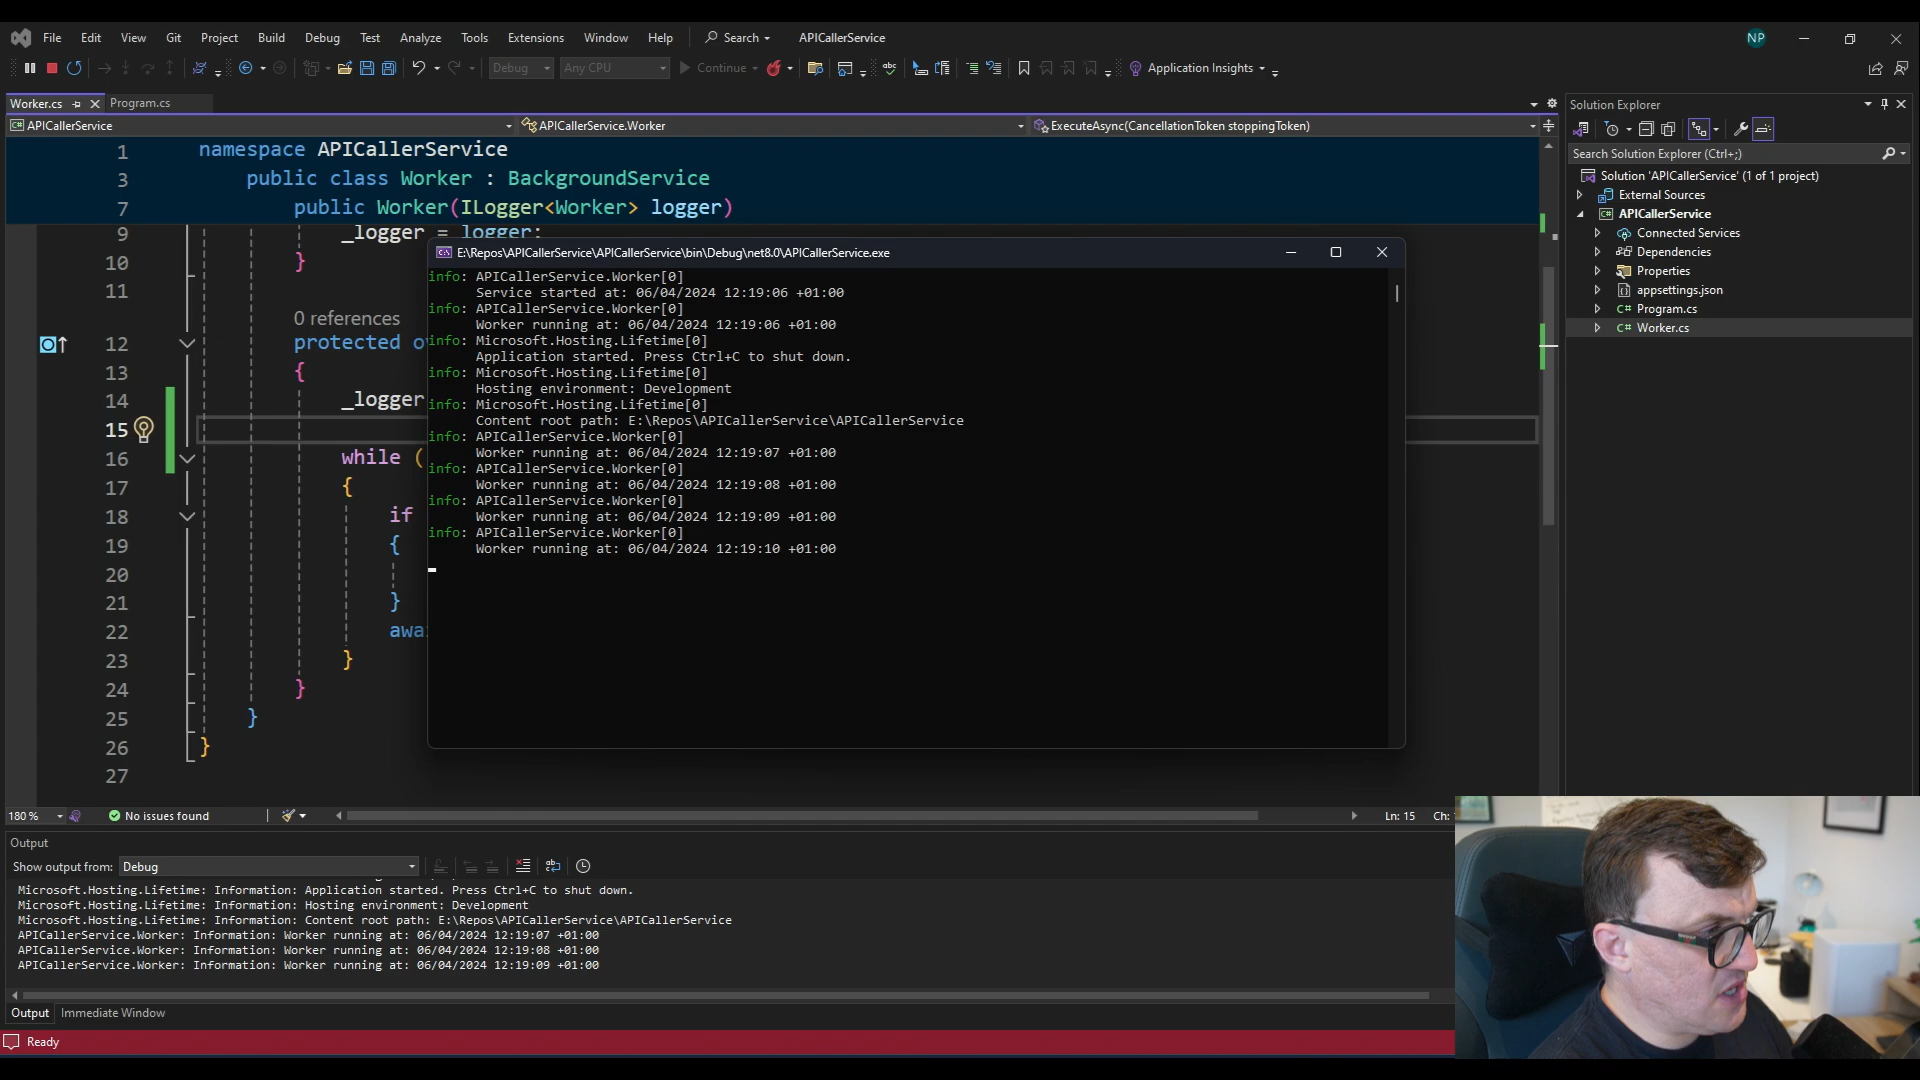 File Edit View Git Project Build Debug Test Analyze Tools Extensions Window Help Search APICallerService NP
Debug Any CPU Continue Application Insights
Worker.cs Program.cs
APICallerService APICallerService.Worker ExecuteAsync(CancellationToken stoppingToken)
1 namespace APICallerService
3 public class Worker : BackgroundService
7 public Worker(ILogger<Worker> logger)
9 _logger = logger;
10 }
11
0 references
12 protected
13 {
14 _logger
15
16 while (
17 {
18 if
19 {
20
21 }
22
23 }
24 }
25 }
26 }
27
E:\Repos\APICallerService\APICallerService\bin\Debug\net8.0\APICallerService.exe
info: APICallerService.Worker[0]
Service started at: 06/04/2024 12:19:06 +01:00
info: APICallerService.Worker[0]
Worker running at: 06/04/2024 12:19:06 +01:00
info: Microsoft.Hosting.Lifetime[0]
Application started. Press Ctrl+C to shut down.
info: Microsoft.Hosting.Lifetime[0]
Hosting environment: Development
info: Microsoft.Hosting.Lifetime[0]
Content root path: E:\Repos\APICallerService\APICallerService
info: APICallerService.Worker[0]
Worker running at: 06/04/2024 12:19:07 +01:00
info: APICallerService.Worker[0]
Worker running at: 06/04/2024 12:19:08 +01:00
info: APICallerService.Worker[0]
Worker running at: 06/04/2024 12:19:09 +01:00
info: APICallerService.Worker[0]
Worker running at: 06/04/2024 12:19:10 +01:00
Solution Explorer
Search Solution Explorer (Ctrl+;)
Solution 'APICallerService' (1 of 1 project)
External Sources
APICallerService
Connected Services
Dependencies
Properties
appsettings.json
C# Program.cs
C# Worker.cs
180 % No issues found Ln: 15 Ch:
Output
Show output from: Debug
Microsoft.Hosting.Lifetime: Information: Application started. Press Ctrl+C to shut down.
Microsoft.Hosting.Lifetime: Information: Hosting environment: Development
Microsoft.Hosting.Lifetime: Information: Content root path: E:\Repos\APICallerService\APICallerService
APICallerService.Worker: Information: Worker running at: 06/04/2024 12:19:07 +01:00
APICallerService.Worker: Information: Worker running at: 06/04/2024 12:19:08 +01:00
APICallerService.Worker: Information: Worker running at: 06/04/2024 12:19:09 +01:00
Output Immediate Window
Ready